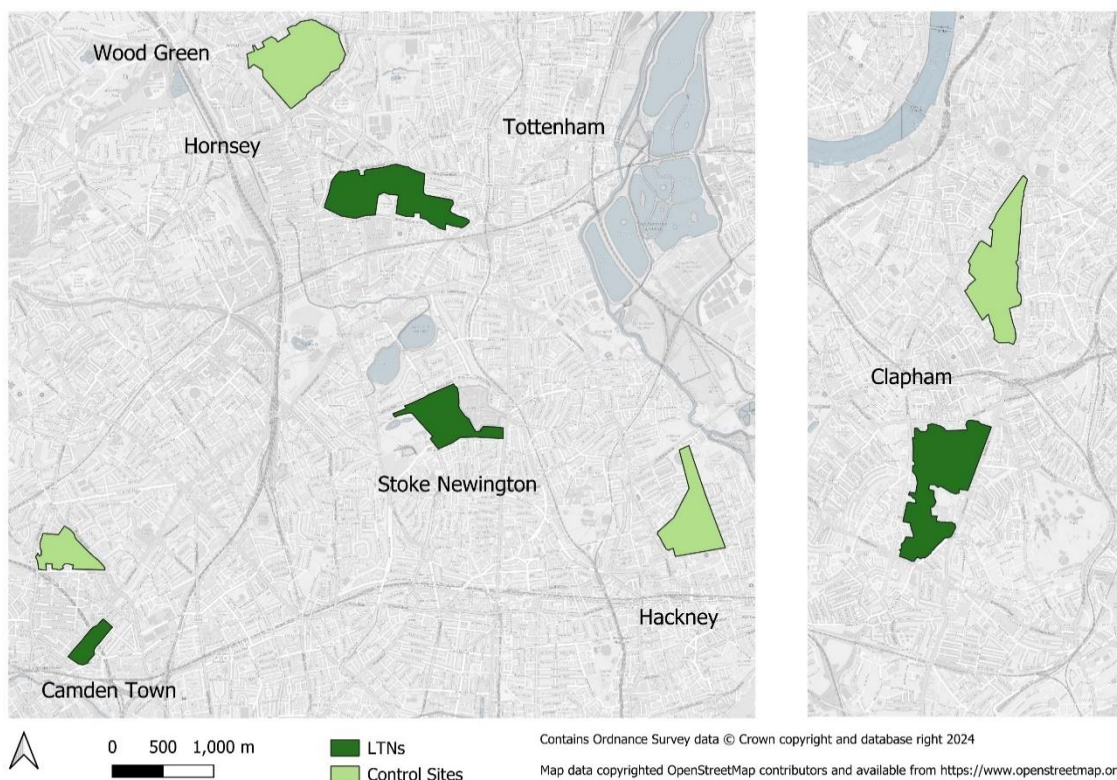 Wood Green
Hornsey
Tottenham
Clapham
Stoke Newington
Hackney
Camden Town
0 500 1,000 m
LTNs
Control Sites
Contains Ordnance Survey data © Crown copyright and database right 2024
Map data copyrighted OpenStreetMap contributors and available from https://www.openstreetmap.or